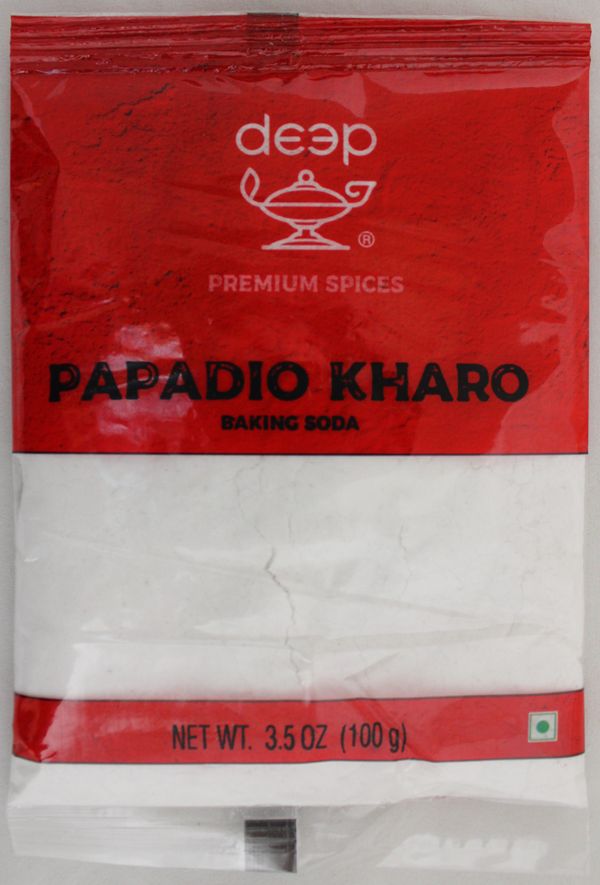 deep
®
PREMIUM SPICES
PAPADIO KHARO
BAKING SODA
NET WT. 3.5 OZ (100 g)